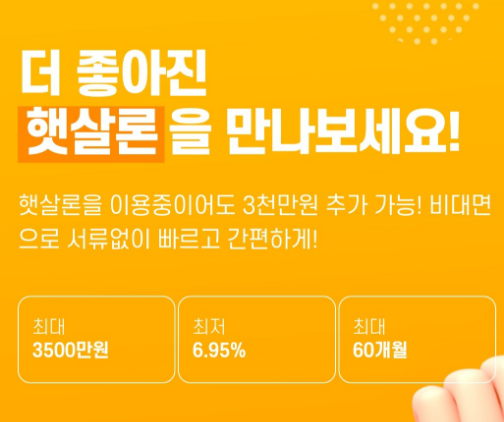 더 좋아진
햇살론을 만나보세요!
햇살론을 이용중이어도 3천만원 추가 가능! 비대면
으로 서류없이 빠르고 간편하게!
최대
3500만원
최저
6.95%
최대
60개월